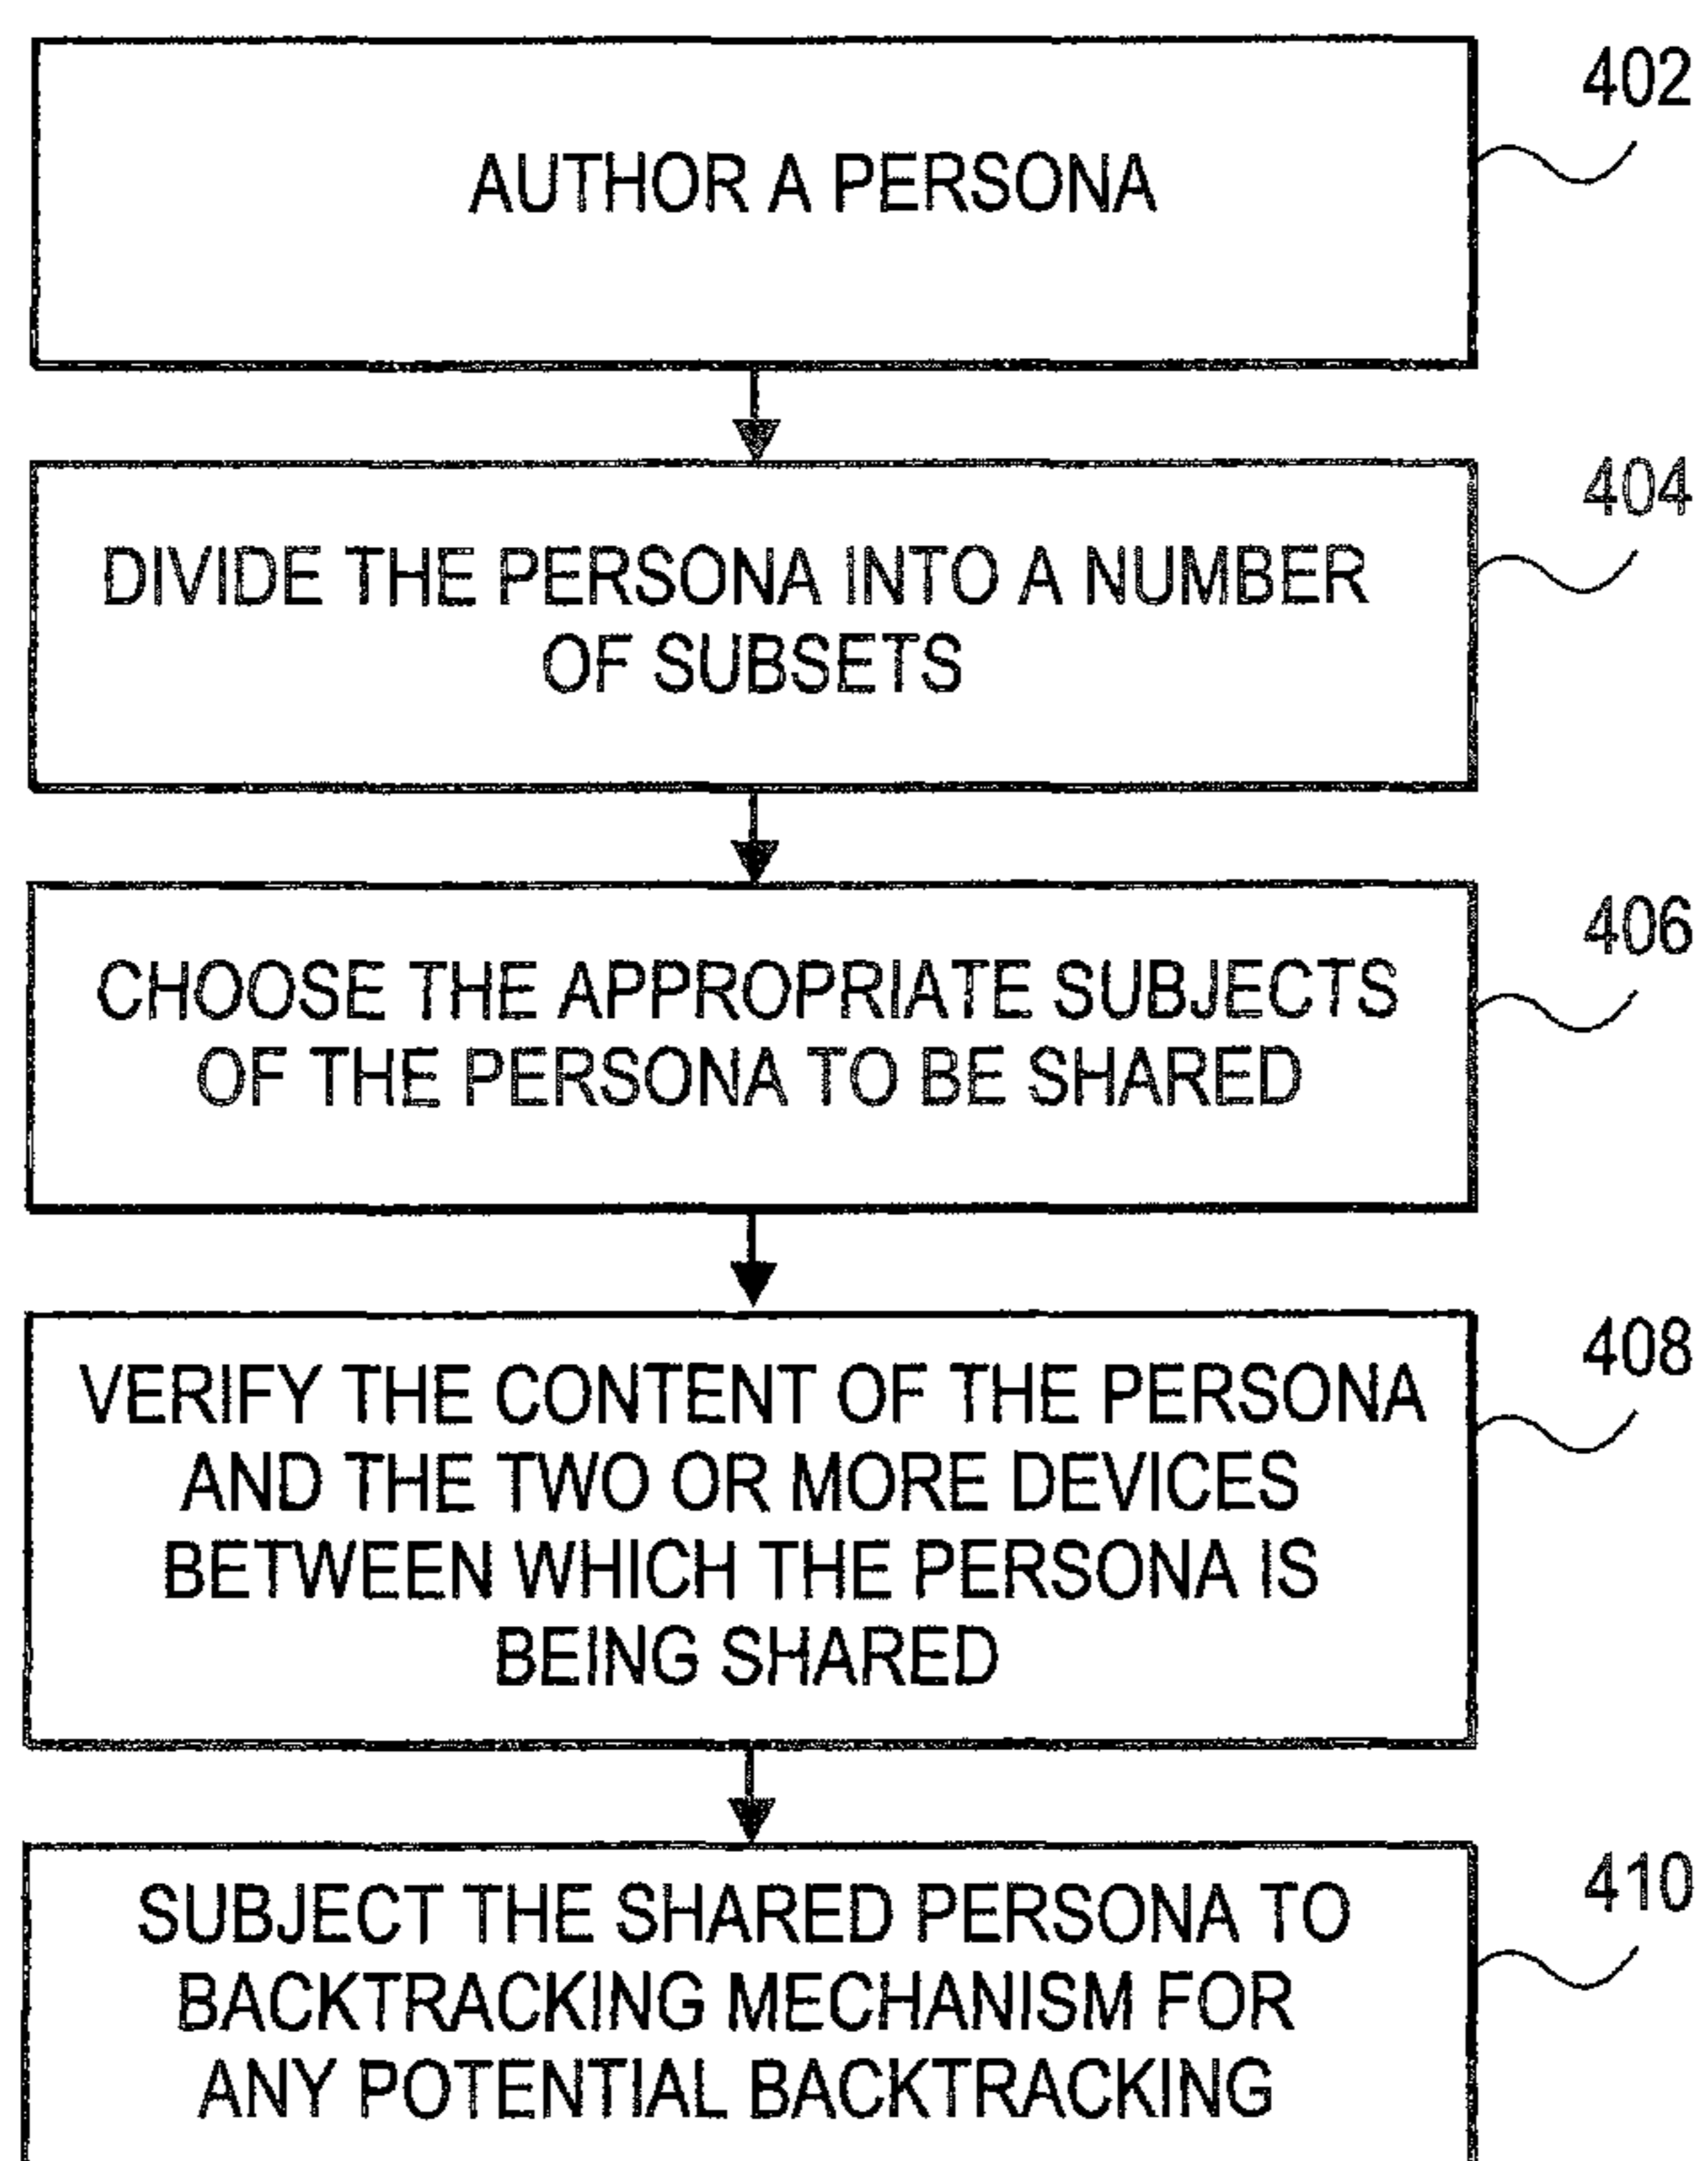 402
AUTHOR A PERSONA
404
DIVIDE THE PERSONA INTO A NUMBER
OF SUBSETS
406
CHOOSE THE APPROPRIATE SUBJECTS
OF THE PERSONA TO BE SHARED
408
VERIFY THE CONTENT OF THE PERSONA
AND THE TWO OR MORE DEVICES
BETWEEN WHICH THE PERSONA IS
BEING SHARED
410
SUBJECT THE SHARED PERSONA TO
BACKTRACKING MECHANISM FOR
ANY POTENTIAL BACKTRACKING